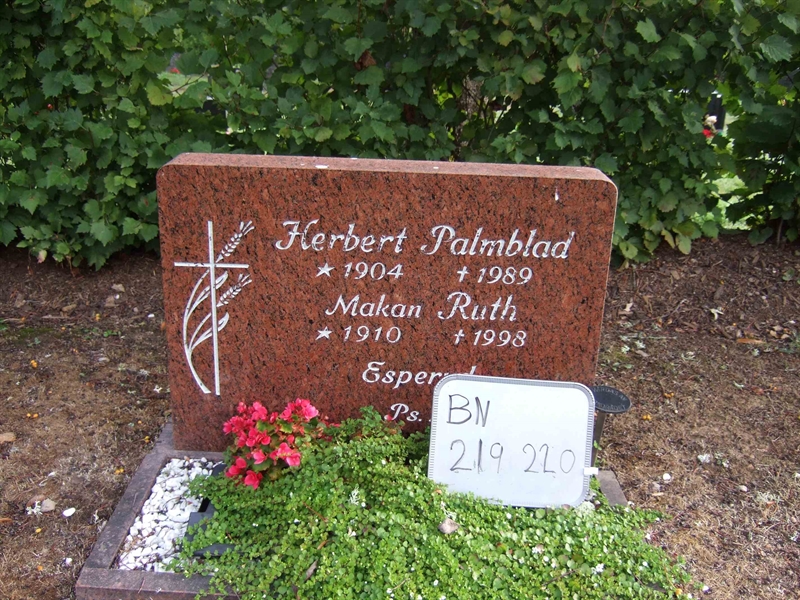 Herbert Palmblad
★ 1904 † 1989
Makan Ruth
★ 1910 † 1998
Ps.
BN
219 220